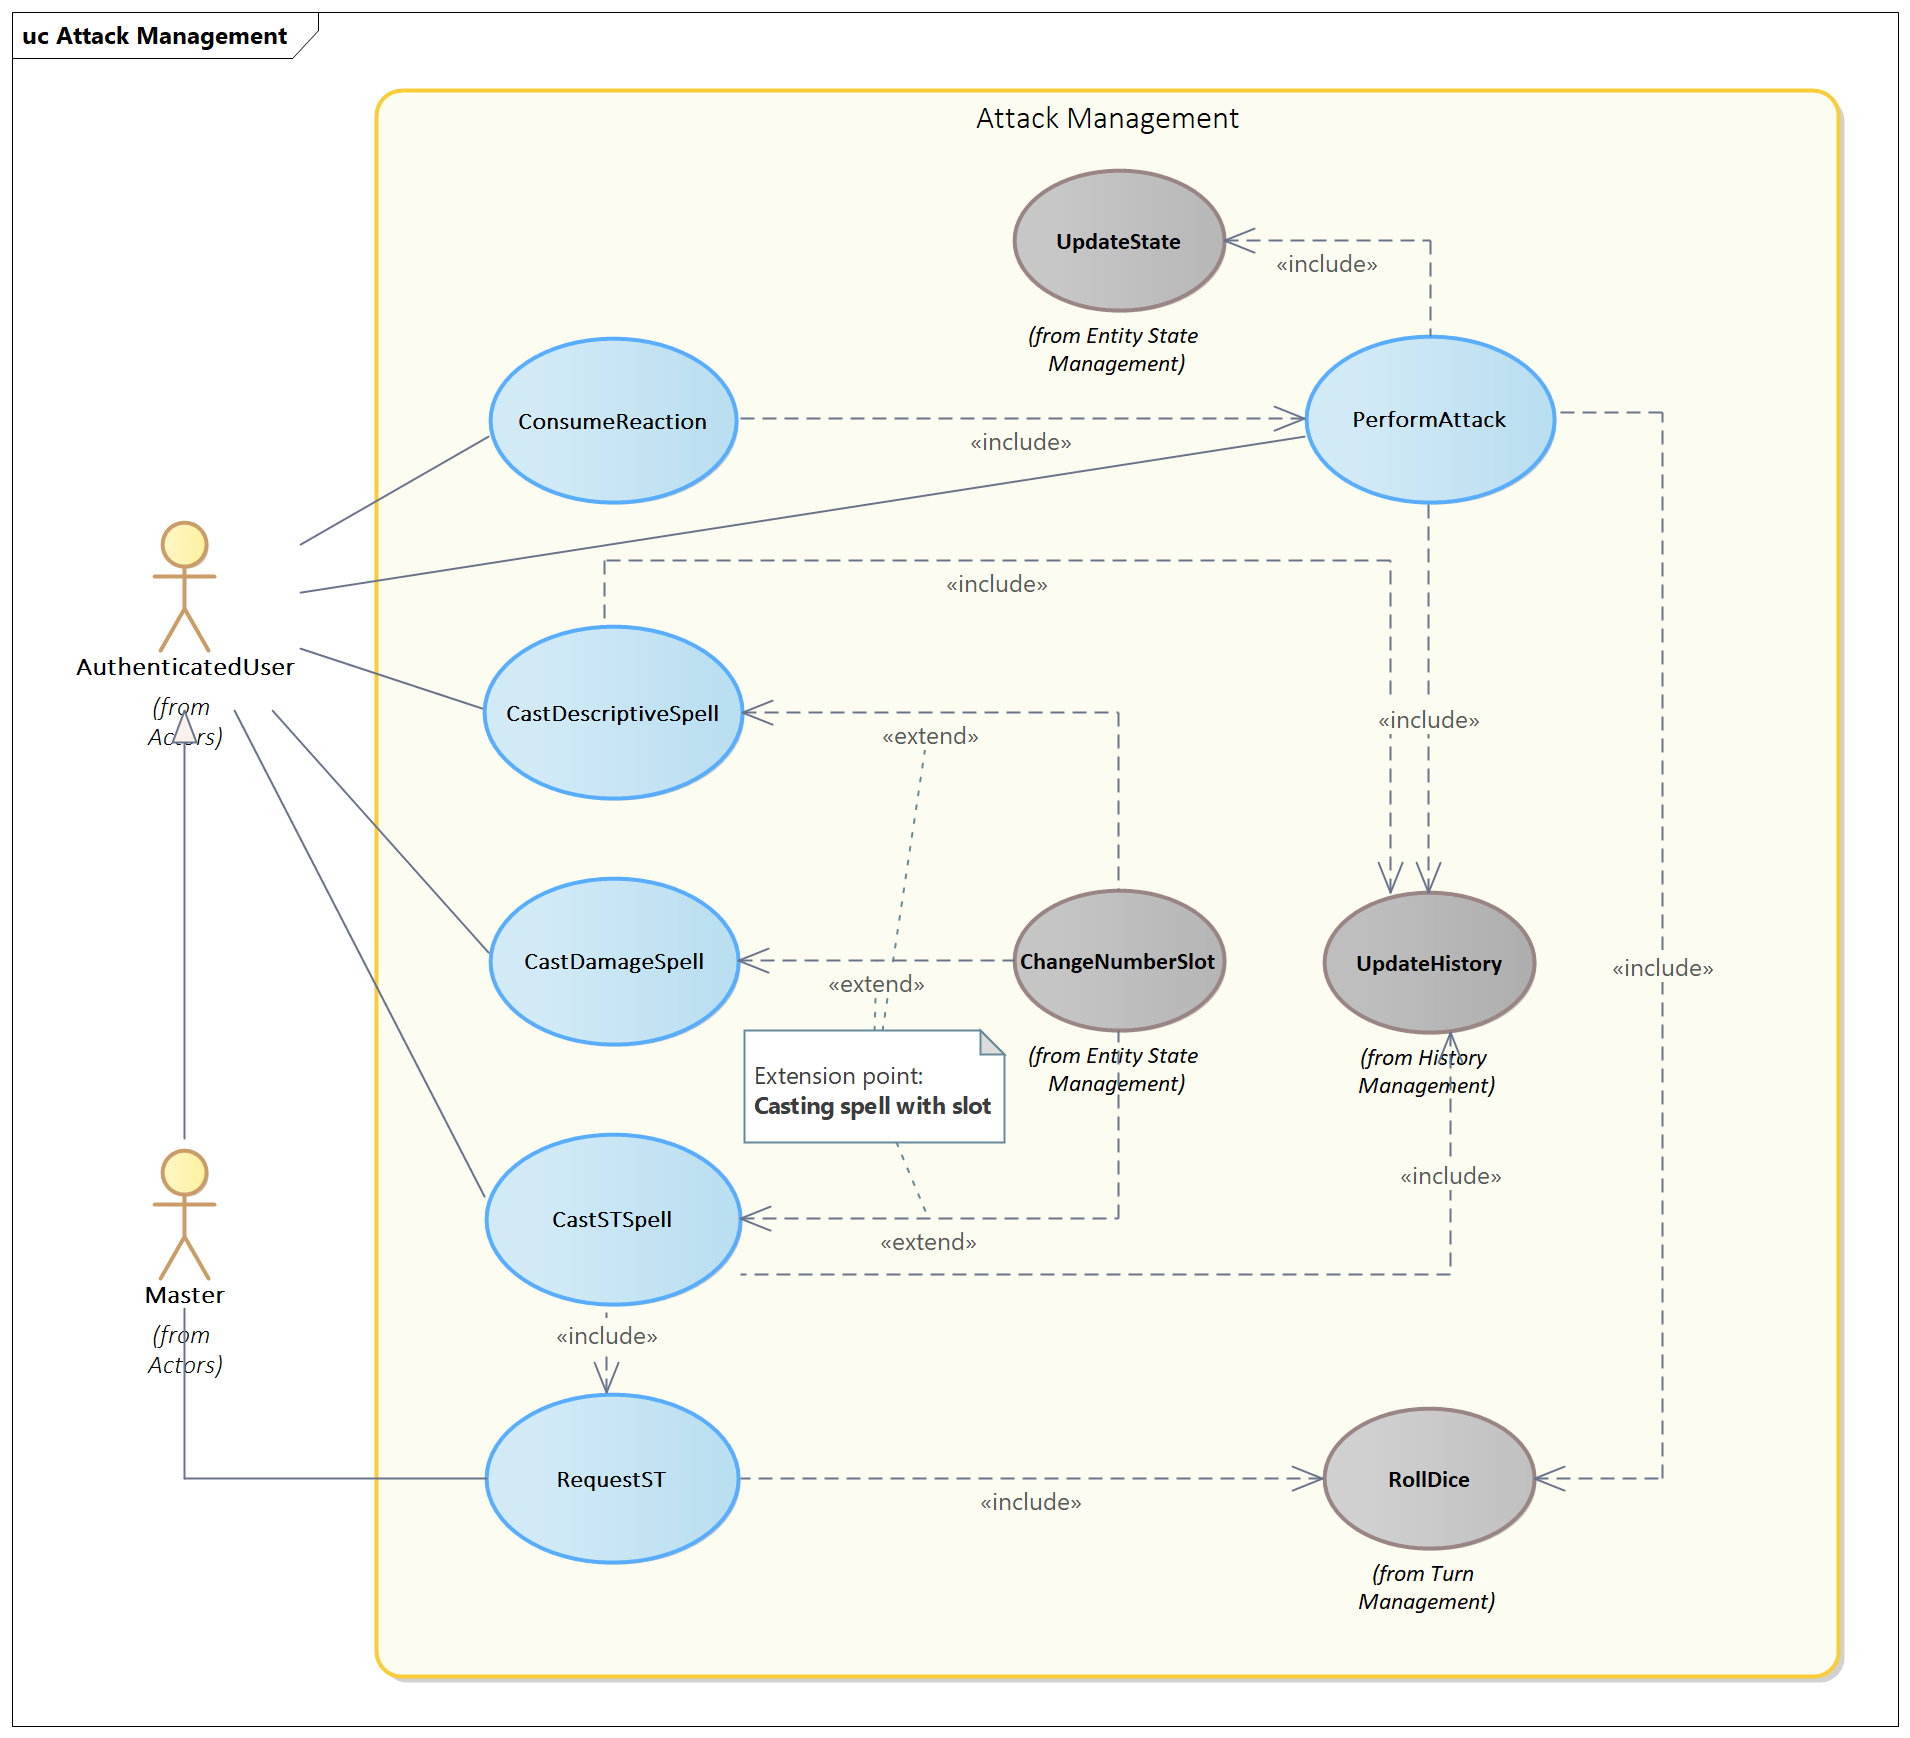 uc Attack Management
Attack Management
UpdateState
«include»
(from Entity State
Management)
ConsumeReaction
PerformAttack
«include»
«include»
AuthenticatedUser
(from
Actors)
CastDescriptiveSpell
«extend»
«include»
CastDamageSpell
«extend»
ChangeNumberSlot
(from Entity State
Management)
UpdateHistory
(from History
Management)
«include»
Extension point:
Casting spell with slot
«include»
CastSTSpell
«extend»
Master
(from
Actors)
«include»
RequestST
«include»
RollDice
(from Turn
Management)